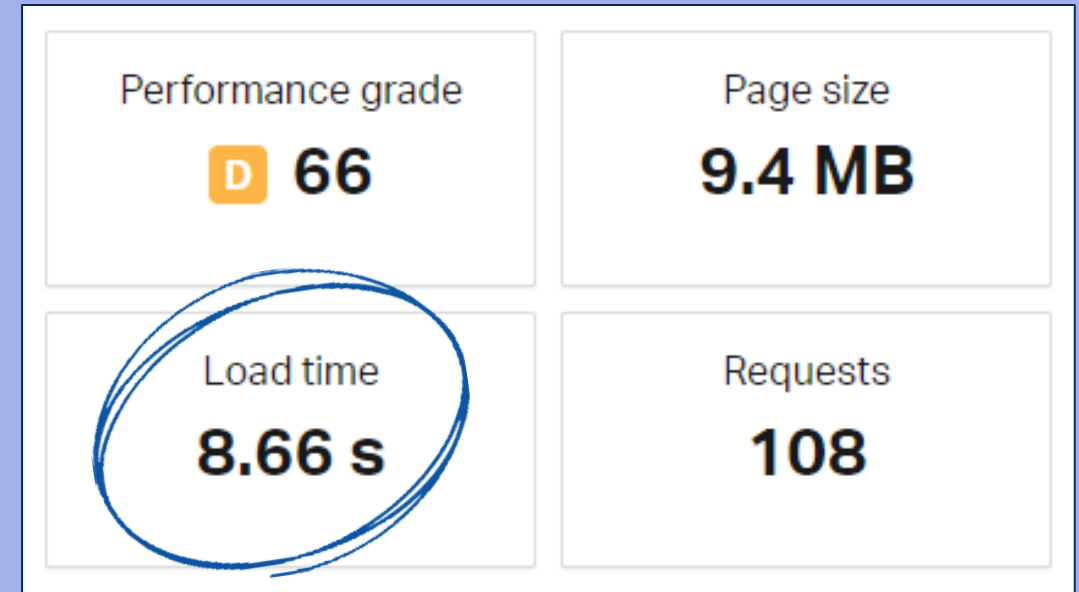 Performance grade
D 66
Page size
9.4 MB
Load time
8.66 s
Requests
108